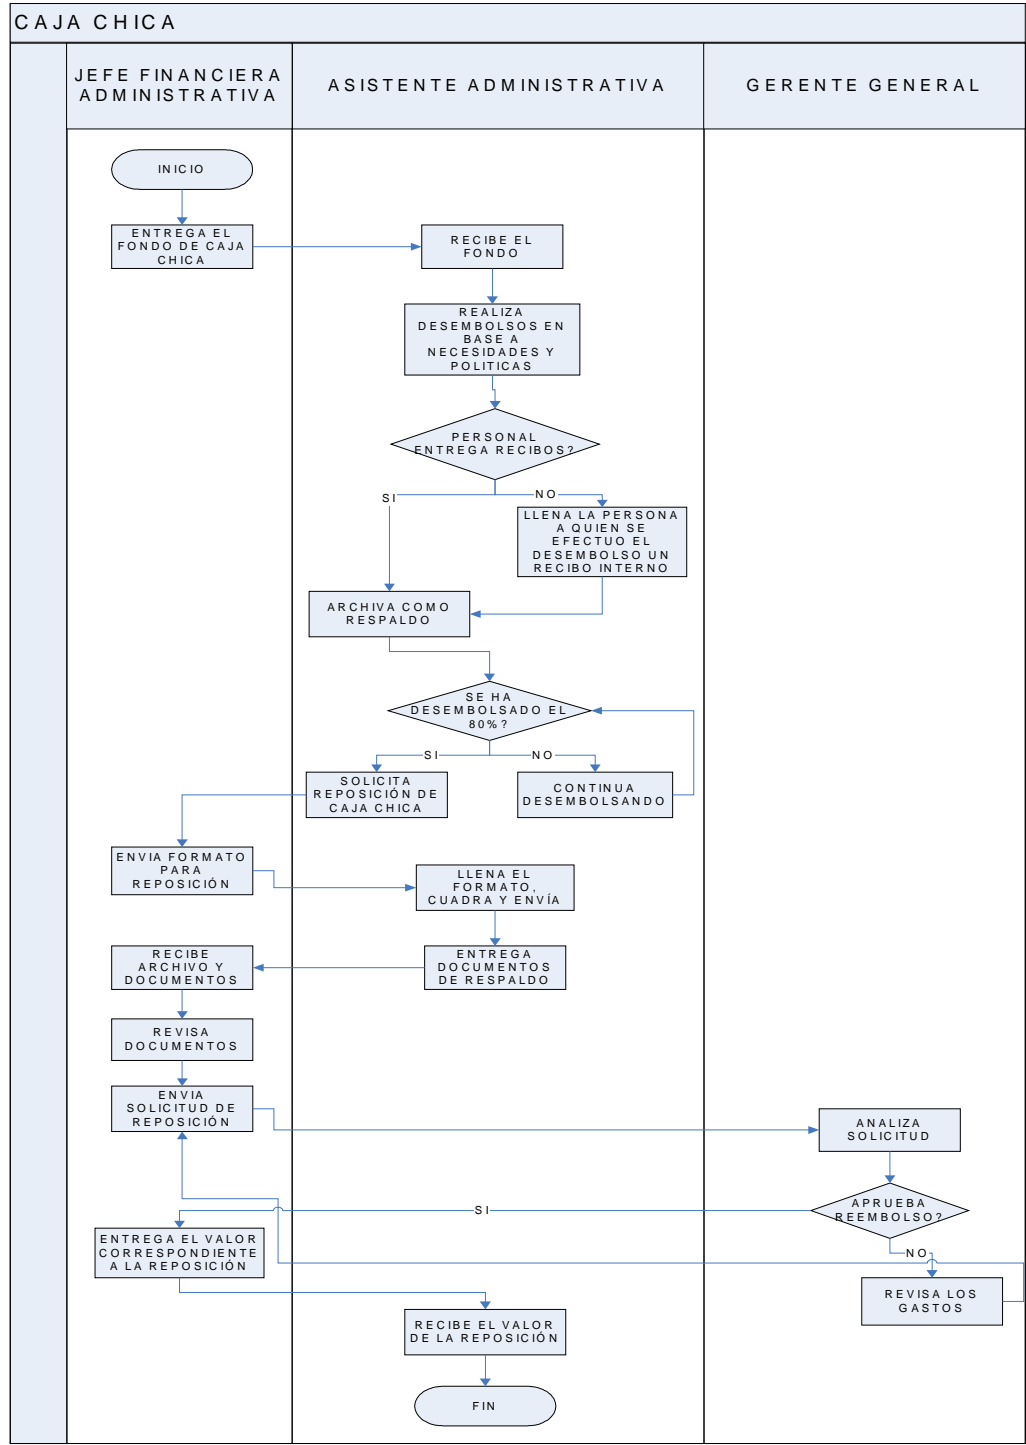 CAJA CHICA
JEFE FINANCIERA
ADMINISTRATIVA
ASISTENTE ADMINISTRATIVA
GERENTE GENERAL
INICIO
ENTREGA EL
FONDO DE CAJA
CHICA
RECIBE EL
FONDO
REALIZA
DESEMBOLSOS EN
BASE A
NECESIDADES Y
POLITICAS
PERSONAL
ENTREGA RECIBOS?
SI
NO
LLENA LA PERSONA
A QUIEN SE
EFECTUO EL
DESEMBOLSO UN
RECIBO INTERNO
ARCHIVA COMO
RESPALDO
SE HA
DESEMBOLSADO EL
80%?
SI
NO
SOLICITA
REPOSICIÓN DE
CAJA CHICA
CONTINUA
DESEMBOLSANDO
ENVIA FORMATO
PARA
REPOSICIÓN
LLENA EL
FORMATO,
CUADRA Y ENVÍA
ENTREGA
DOCUMENTOS
DE RESPALDO
RECIBE
ARCHIVO Y
DOCUMENTOS
REVISA
DOCUMENTOS
ENVIA
SOLICITUD DE
REPOSICIÓN
ANALIZA
SOLICITUD
APRUEBA
REEMBOLSO?
SI
NO
ENTREGA EL VALOR
CORRESPONDIENTE
A LA REPOSICIÓN
REVISA LOS
GASTOS
RECIBE EL VALOR
DE LA REPOSICIÓN
FIN